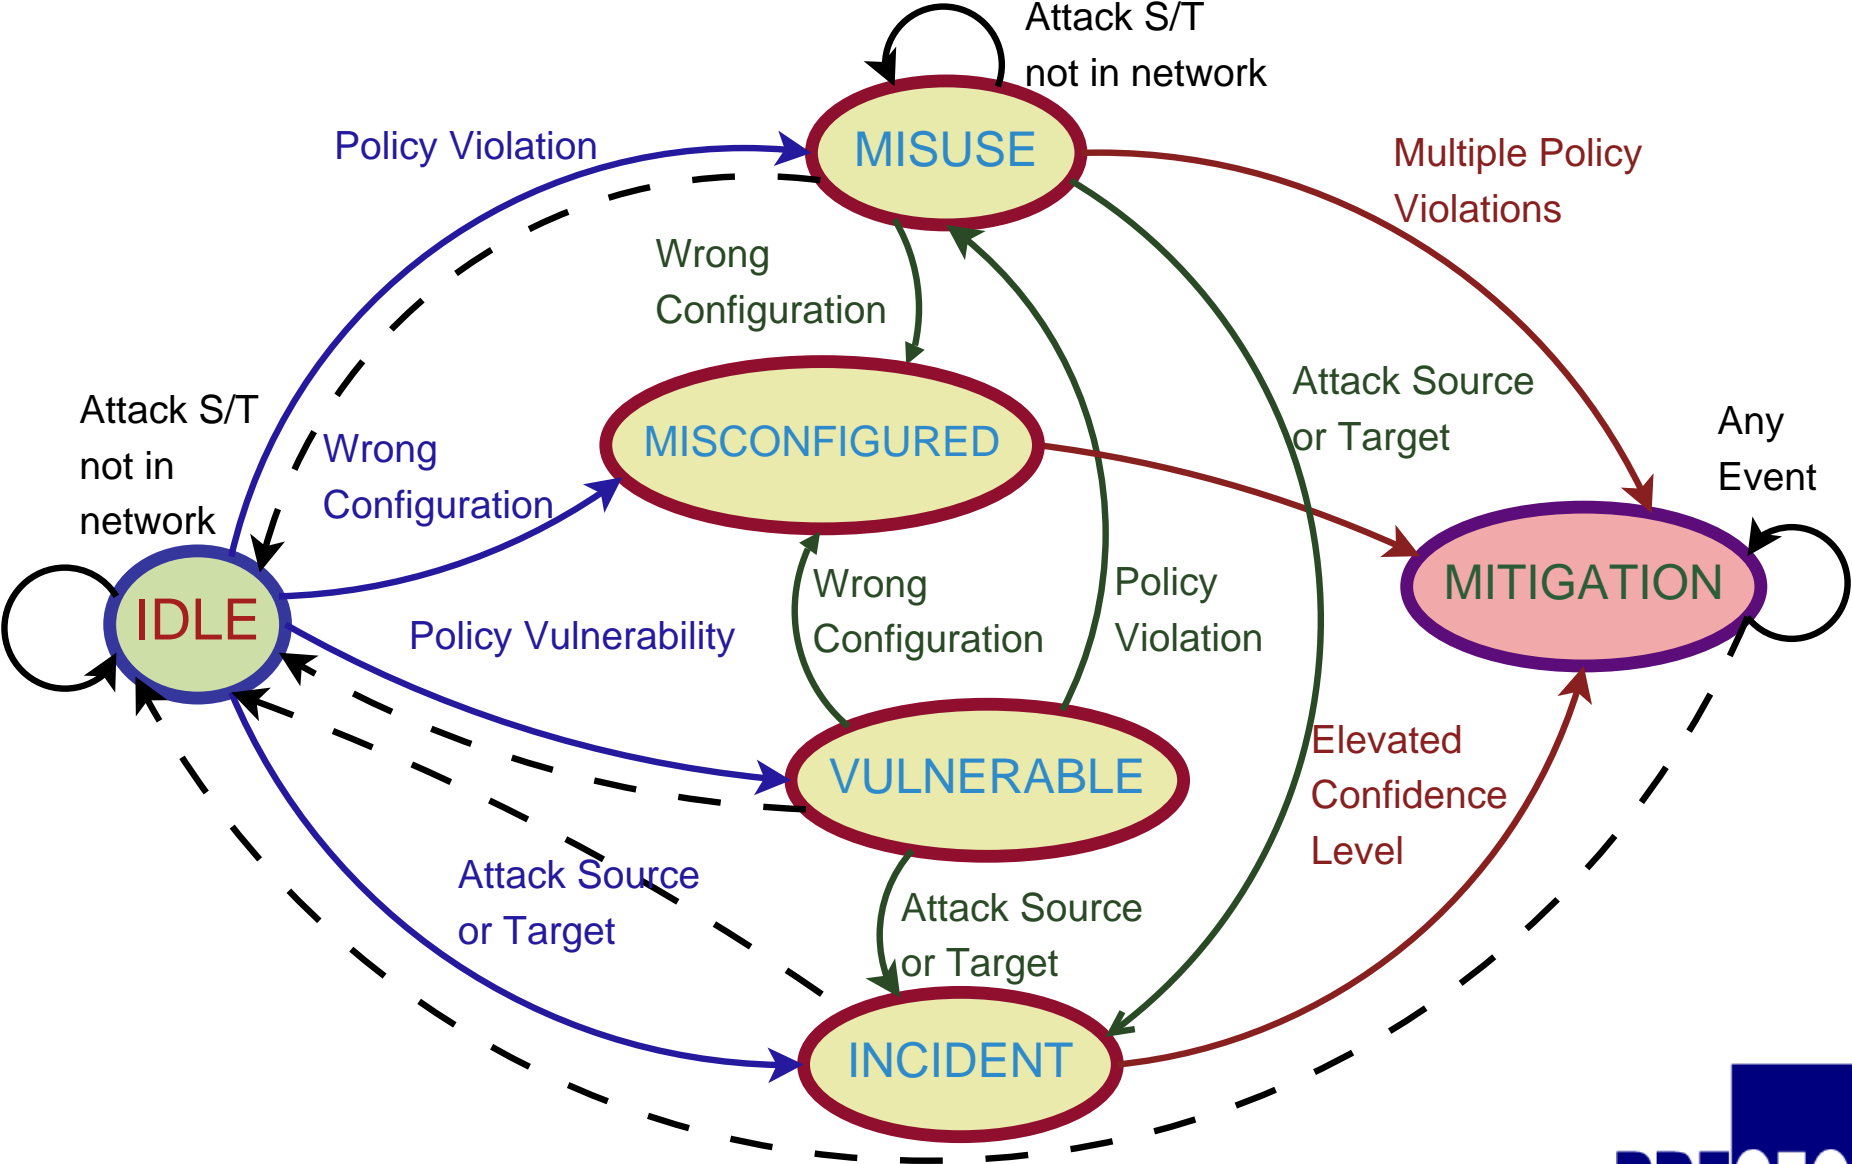 Attack S/T
not in network
MISUSE
Policy Violation
Multiple Policy
Violations
Wrong
Configuration
Attack S/T
not in
network
Wrong
Configuration
MISCONFIGURED
Attack Source
or Target
Any
Event
IDLE
Policy Vulnerability
Wrong
Configuration
Policy
Violation
MITIGATION
VULNERABLE
Elevated
Confidence
Level
Attack Source
or Target
Attack Source
or Target
INCIDENT